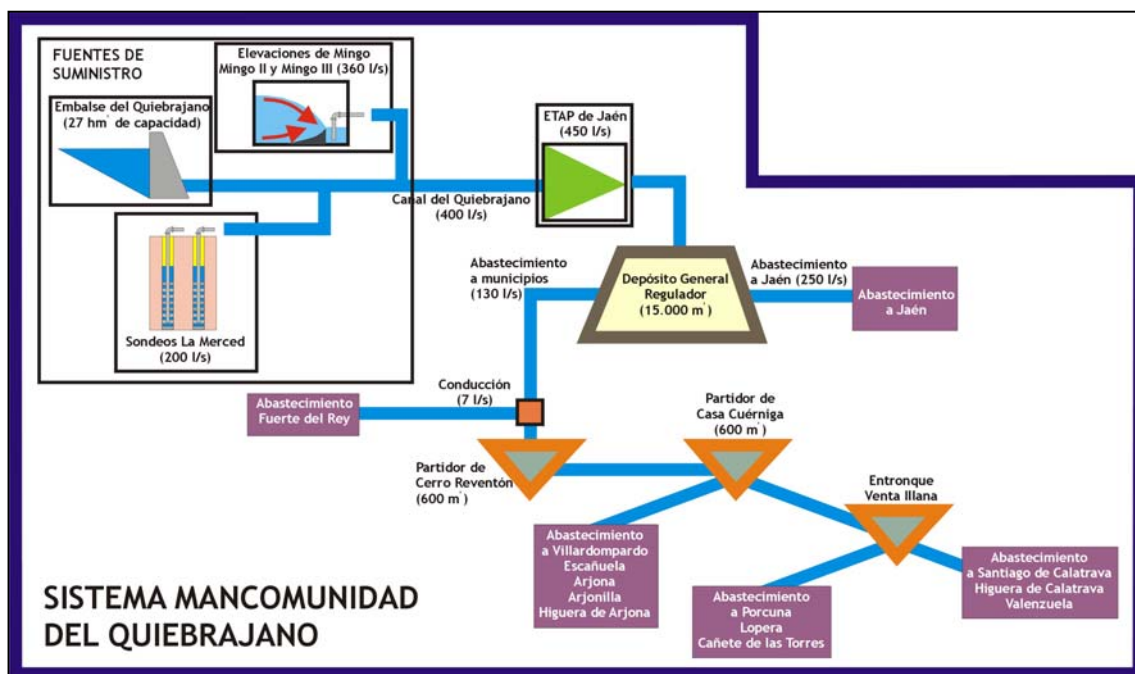 FUENTES DE
SUMINISTRO
Elevaciones de Mingo
Mingo II y Mingo III (360 l/s)
Embalse del Quiebrajano
(27 hm³ de capacidad)
ETAP de Jaén
(450 l/s)
Canal del Quiebrajano
(400 l/s)
Sondeos La Merced
(200 l/s)
Abastecimiento
a municipios
(130 l/s)
Depósito General
Regulador
(15.000 m³)
Abastecimiento
a Jaén (250 l/s)
Abastecimiento
a Jaén
Conducción
(7 l/s)
Abastecimiento
Fuerte del Rey
Partidor de
Casa Cuérniga
(600 m³)
Partidor de
Cerro Reventón
(600 m³)
Entronque
Venta Illana
Abastecimiento
a Villardompardo
Escañuela
Arjona
Arjonilla
Higuera de Arjona
Abastecimiento
a Porcuna
Lopera
Cañete de las Torres
Abastecimiento
a Santiago de Calatrava
Higuera de Calatrava
Valenzuela
SISTEMA MANCOMUNIDAD
DEL QUIEBRAJANO